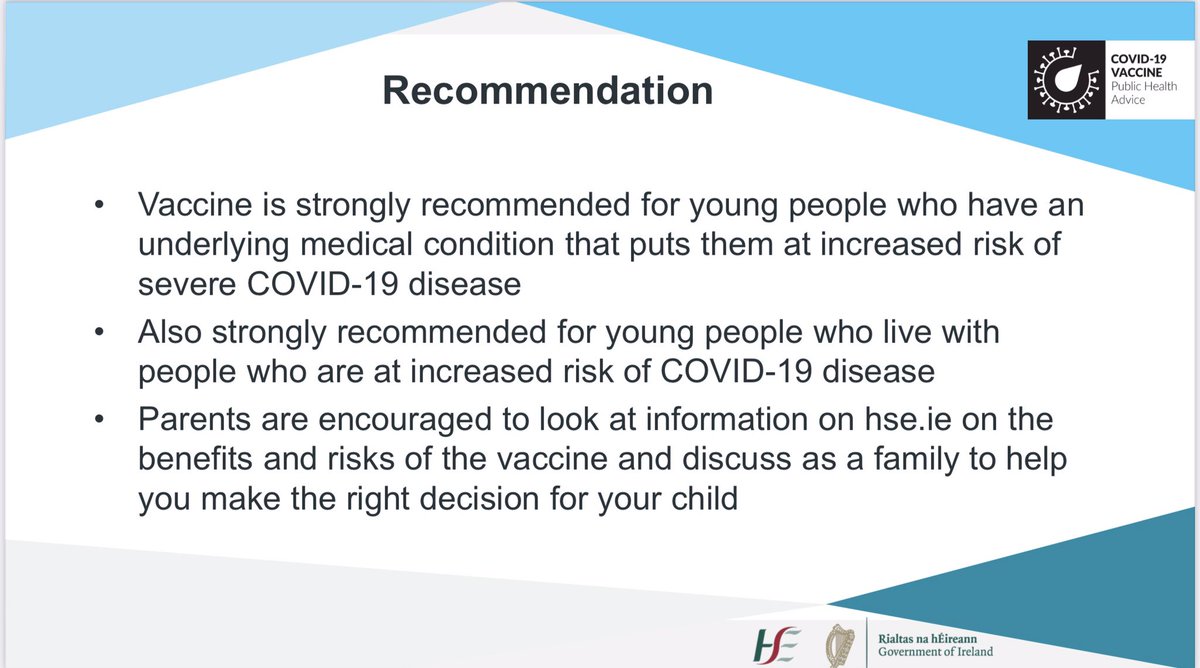 Recommendation
COVID-19
VACCINE
Public Health
Advice
• Vaccine is strongly recommended for young people who have an
underlying medical condition that puts them at increased risk of
severe COVID-19 disease
• Also strongly recommended for young people who live with
people who are at increased risk of COVID-19 disease
• Parents are encouraged to look at information on hse.ie on the
benefits and risks of the vaccine and discuss as a family to help
you make the right decision for your child
HSE
Rialtas na hÉireann
Government of Ireland